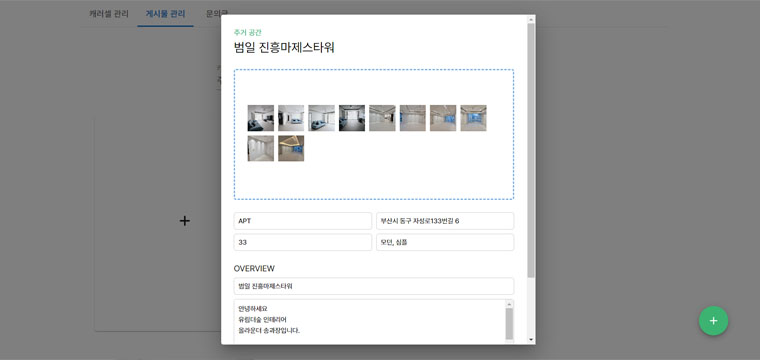 캐러셀 관리 게시물 관리 문의글
주거 공간
범일 진흥마제스타워
APT 부산시 동구 자성로133번길 6
33 모던, 심플
OVERVIEW
범일 진흥마제스타워
안녕하세요
유림더숲 인테리어
올라운더 송과장입니다.